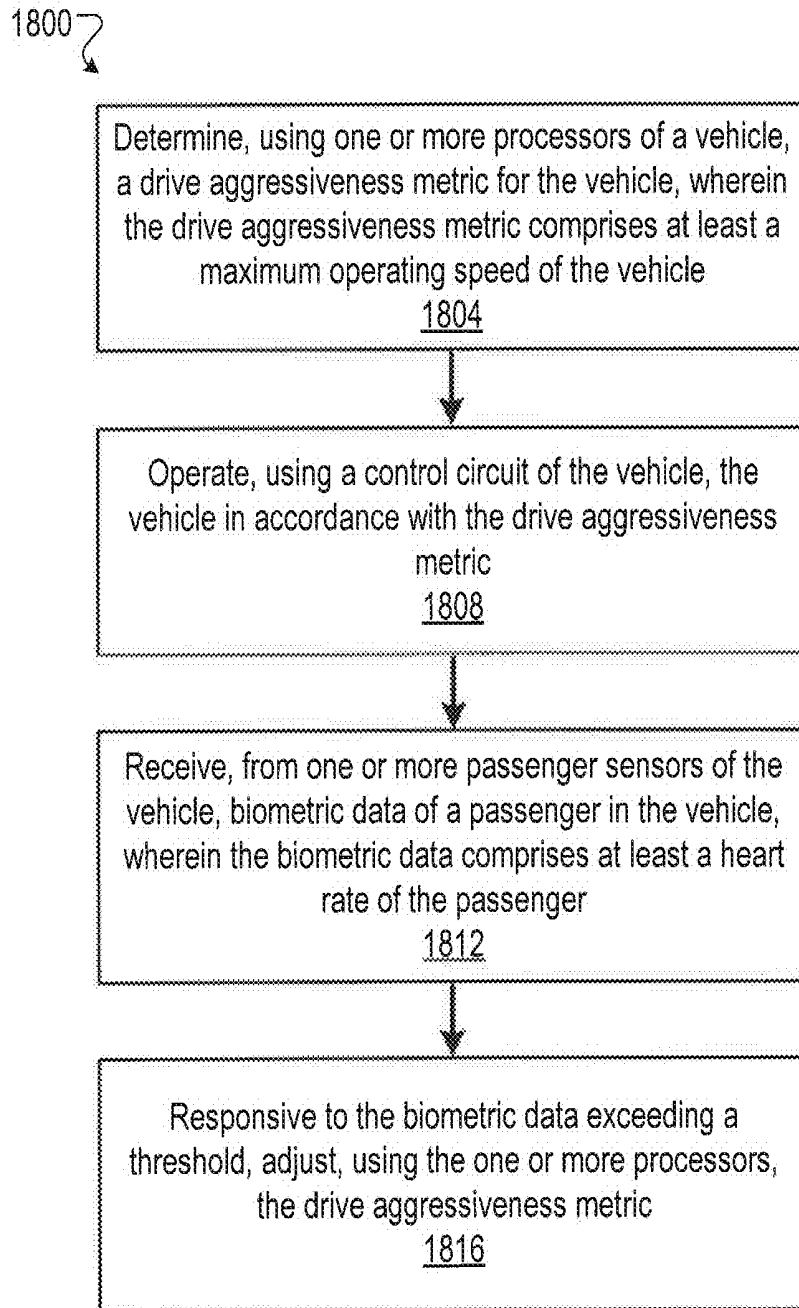 1800
Determine, using one or more processors of a vehicle,
a drive aggressiveness metric for the vehicle, wherein
the drive aggressiveness metric comprises at least a
maximum operating speed of the vehicle
1804
Operate, using a control circuit of the vehicle, the
vehicle in accordance with the drive aggressiveness
metric
1808
Receive, from one or more passenger sensors of the
vehicle, biometric data of a passenger in the vehicle,
wherein the biometric data comprises at least a heart
rate of the passenger
1812
Responsive to the biometric data exceeding a
threshold, adjust, using the one or more processors,
the drive aggressiveness metric
1816